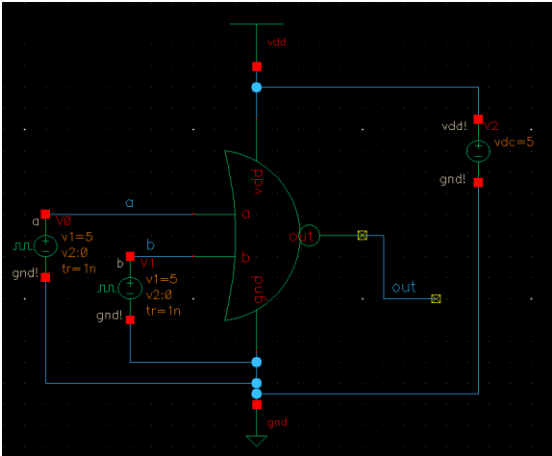 vdd
vdd!
V2
vdc=5
gnd!
vdd
a
a
a
V0
v1=5
v2:0
tr=1n
gnd!
b
b
b
V1
v1=5
v2:0
tr=1n
gnd!
out
out
gnd
gnd